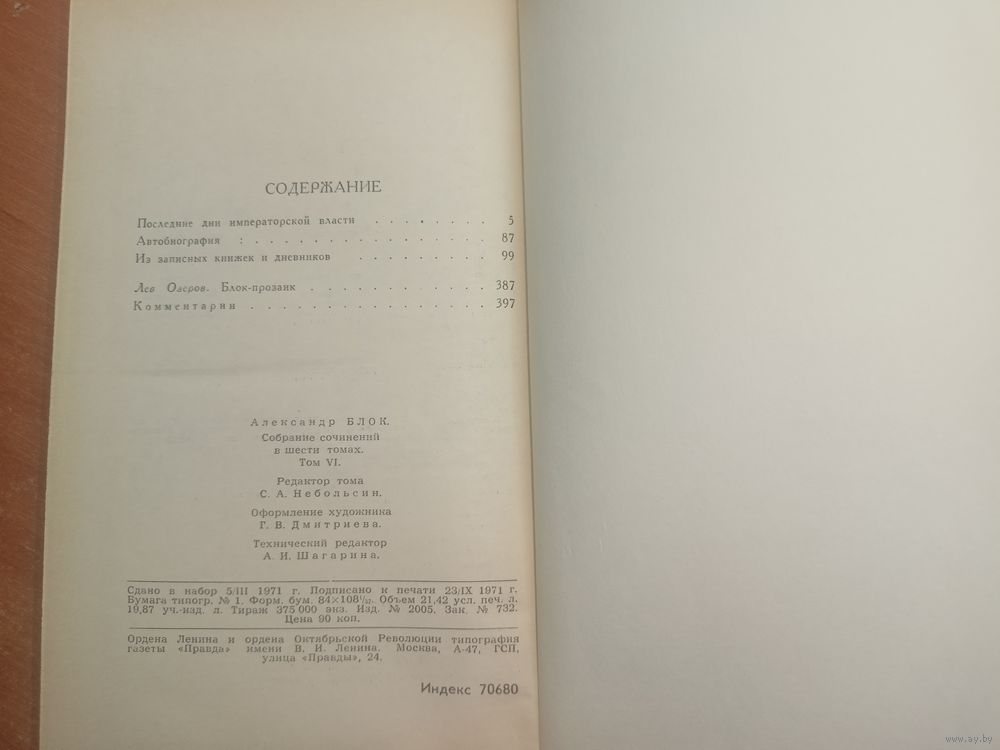 СОДЕРЖАНИЕ
Последние дни императорской власти . . . . . . . . 5
Автобиография : . . . . . . . . . . . . . . . 87
Из записных книжек и дневников . . . . . . . . . 99
Лев Озеров. Блок-прозаик . . . . . . . . . . . . 387
Комментарии . . . . . . . . . . . . . . . 397
Александр БЛОК.
Собрание сочинений
в шести томах.
Том VI.
Редактор тома
С. А. Небольсин.
Оформление художника
Г. В. Дмитриева.
Технический редактор
А. И. Шагарина.
Сдано в набор 5/III 1971 г. Подписано к печати 23/IX 1971 г.
Бумага типогр. № 1. Форм. бум. 84×108¹/₃₂. Объем 21,42 усл. печ. л.
19,87 уч.-изд. л. Тираж 375 000 экз. Изд. № 2005. Зак. № 732.
Цена 90 коп.
Ордена Ленина и ордена Октябрьской Революции типография
газеты «Правда» имени В. И. Ленина. Москва, А-47, ГСП,
улица «Правды», 24.
Индекс 70680
www.ay.by